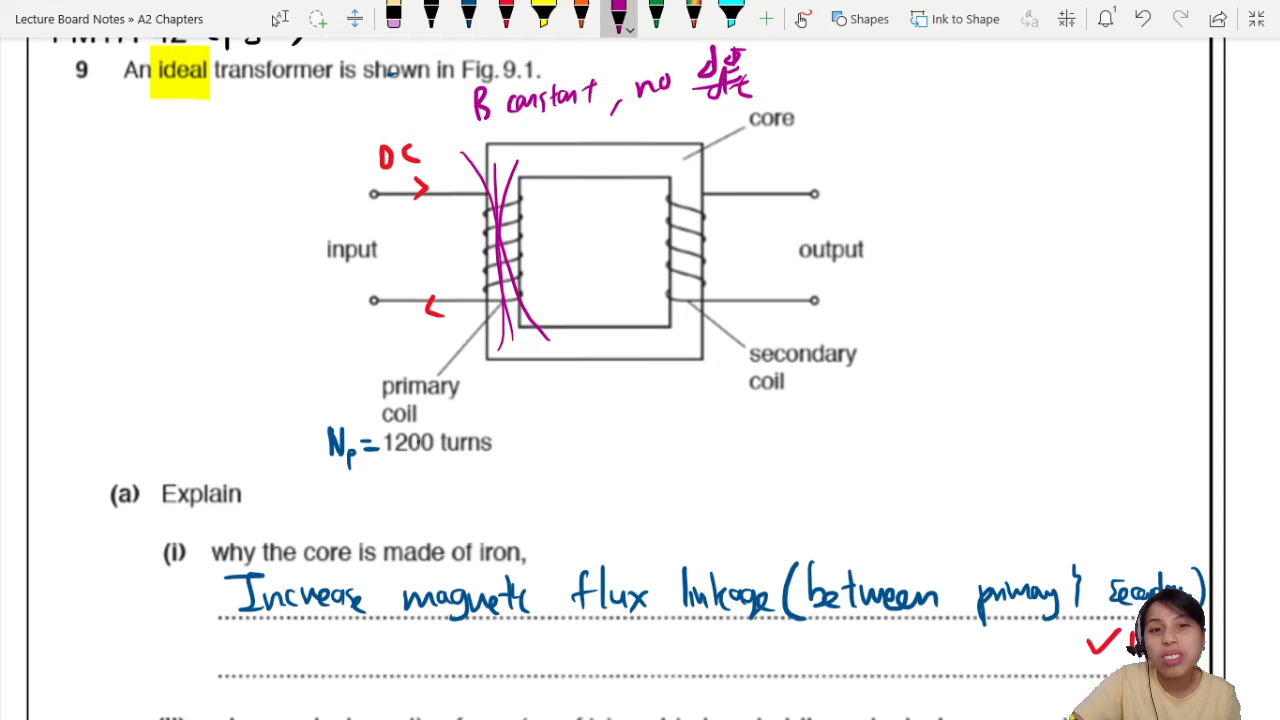 Lecture Board Notes » A2 Chapters
Shapes
Ink to Shape
9 An ideal transformer is shown in Fig. 9.1.
B constant, no dΦ/dt
core
DC
input
output
primary
coil
secondary
coil
Np = 1200 turns
(a) Explain
(i) why the core is made of iron,
Increase magnetic flux linkage (between primary &